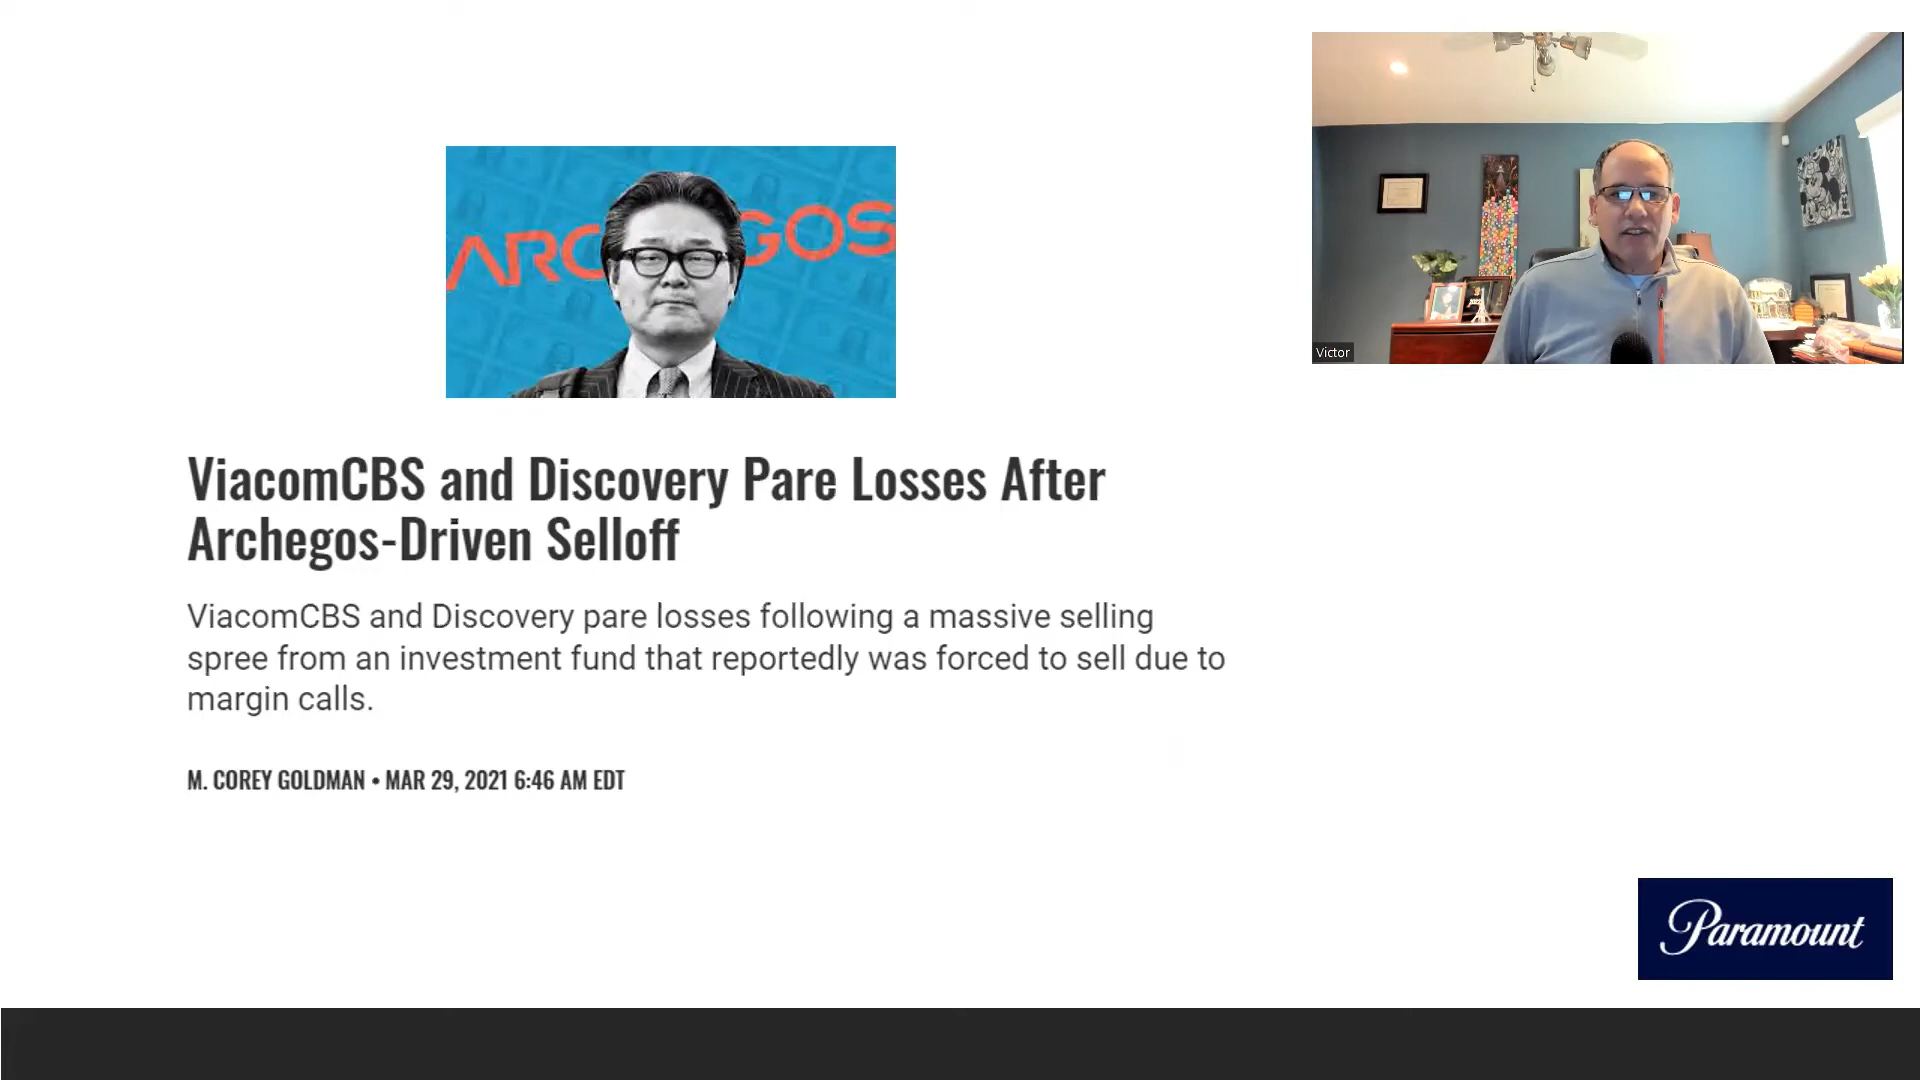 ARC GOS
Victor
ViacomCBS and Discovery Pare Losses After
Archegos-Driven Selloff
ViacomCBS and Discovery pare losses following a massive selling
spree from an investment fund that reportedly was forced to sell due to
margin calls.
M. COREY GOLDMAN • MAR 29, 2021 6:46 AM EDT
Paramount